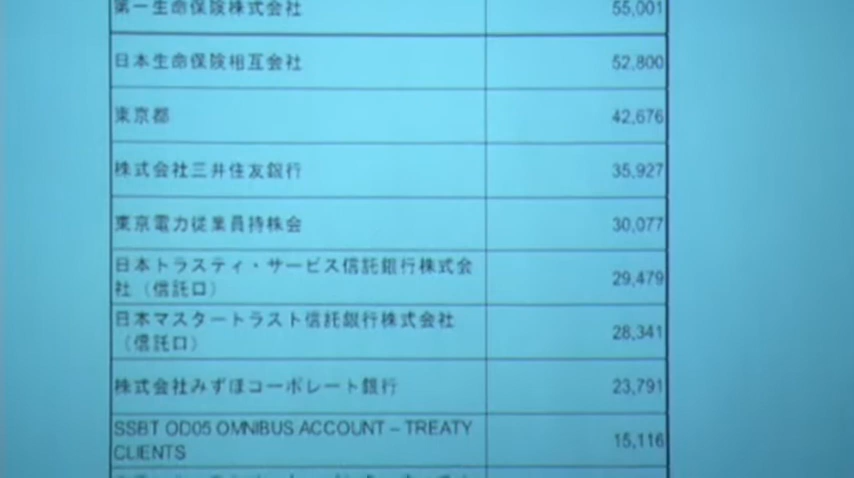 第一生命保険株式会社 55,001
日本生命保険相互会社 52,800
東京都 42,676
株式会社三井住友銀行 35,927
東京電力従業員持株会 30,077
日本トラスティ・サービス信託銀行株式会
社（信託口） 29,479
日本マスタートラスト信託銀行株式会社
（信託口） 28,341
株式会社みずほコーポレート銀行 23,791
SSBT OD05 OMNIBUS ACCOUNT – TREATY
CLIENTS 15,116